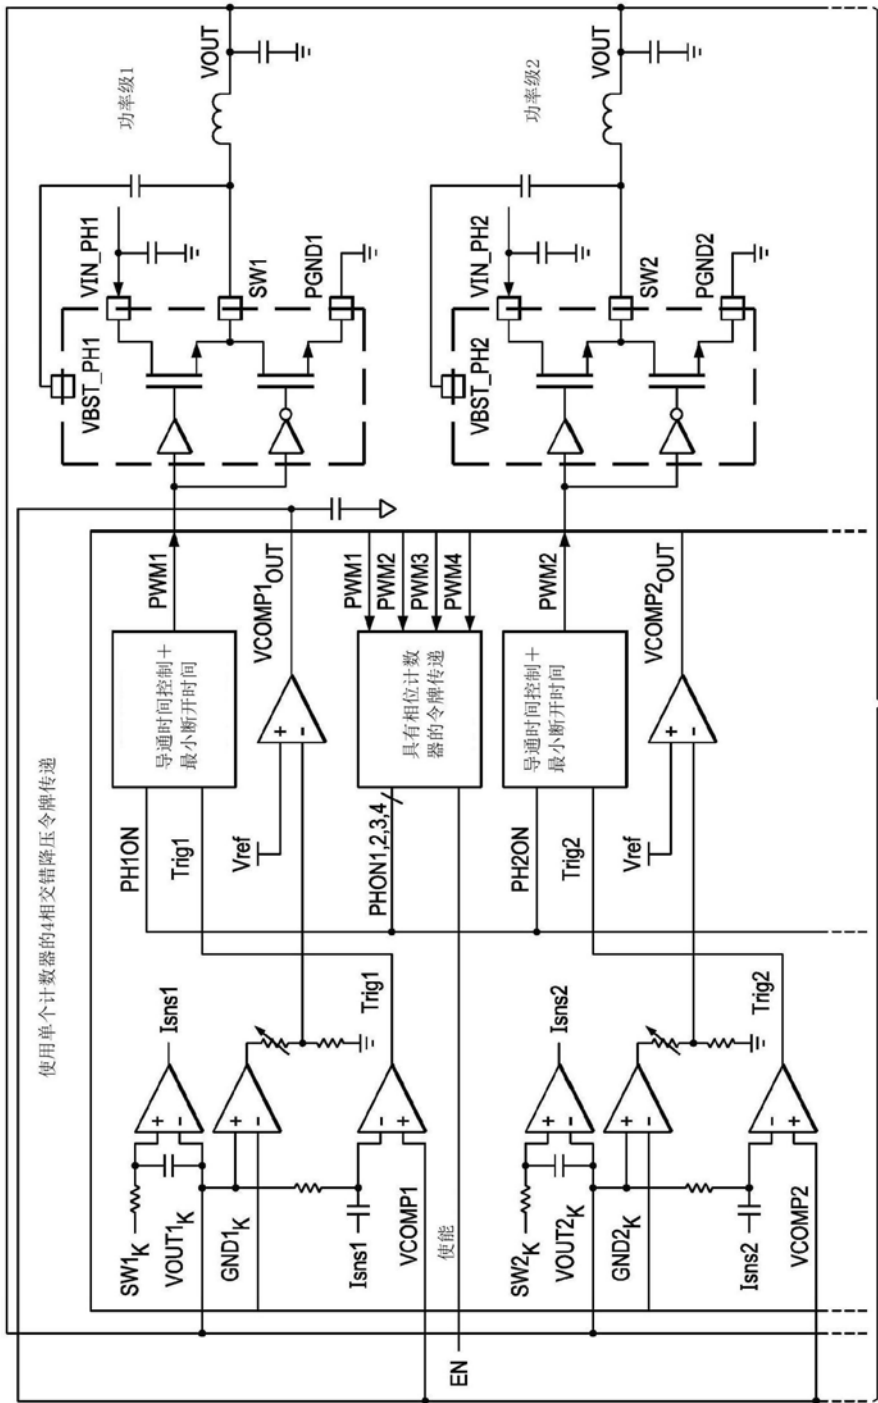 使用单个计数器的4相交错降压令牌传递
SW1K
VOUT1K
GND1K
Isns1
VCOMP1
使能
EN
Isns1
Trig1
+
-
+
-
-
+
PH1ON
Trig1
导通时间控制+
最小断开时间
PWM1
Vref
+
-
VCOMP1OUT
PHON1,2,3,4
具有相位计数
器的令牌传递
PWM1
PWM2
PWM3
PWM4
VBST_PH1
VIN_PH1
SW1
PGND1
功率级1
VOUT
SW2K
VOUT2K
GND2K
Isns2
VCOMP2
Isns2
Trig2
+
-
+
-
-
+
PH2ON
Trig2
导通时间控制+
最小断开时间
PWM2
Vref
+
-
VCOMP2OUT
VBST_PH2
VIN_PH2
SW2
PGND2
功率级2
VOUT